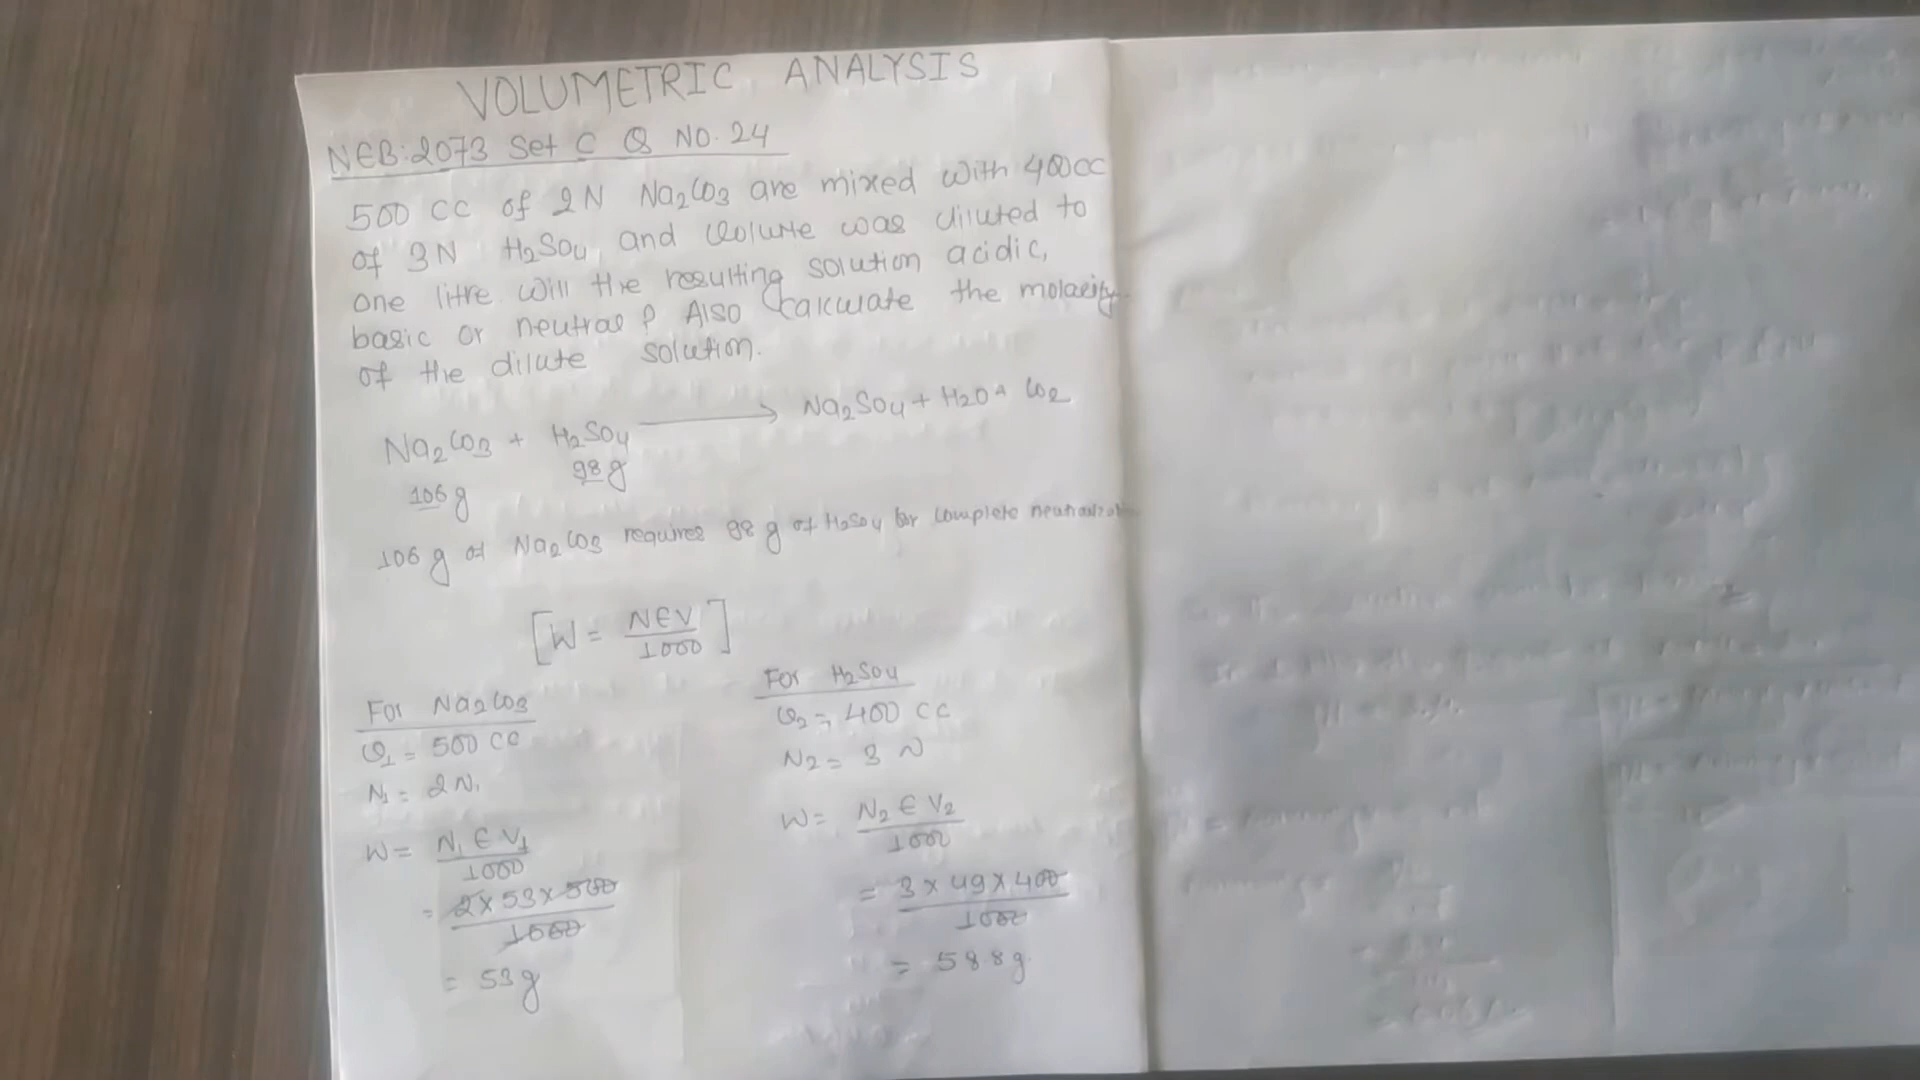 VOLUMETRIC ANALYSIS
NEB:2073 Set C Q NO. 24
500 CC of 2N Na2CO3 are mixed with 400CC
of 3N H2SO4 and volume was diluted to
one litre. Will the resulting solution acidic,
basic or neutral? Also calculate the molarity
of the dilute solution.
Na2CO3 + H2SO4 → Na2SO4 + H2O + CO2
106 g 98 g
106 g of Na2CO3 requires 98 g of H2SO4 for complete
[W = NEV/1000]
For Na2CO3
V1 = 500 CC
N1 = 2N.
W = N1 E V1/1000
= 2 x 53 x 500/1000
= 53g
For H2SO4
V2 = 400 CC
N2 = 3 N
W = N2 E V2/1000
= 3 x 49 x 400/1000
= 588g